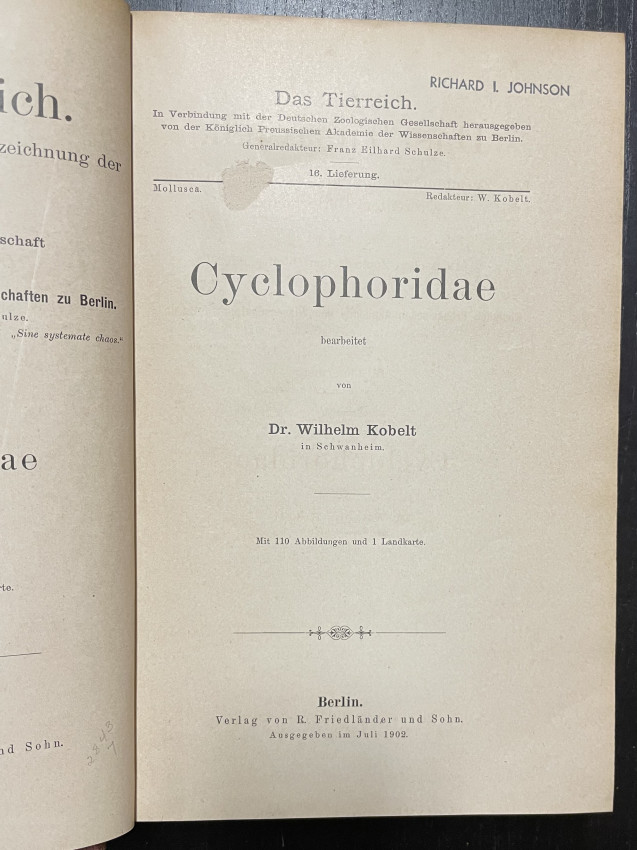 ich.
zeichnung der
schaft
chaften zu Berlin.
ulze.
„Sine systemate chaos.“
ae
te.
nd Sohn.
RICHARD I. JOHNSON
Das Tierreich.
In Verbindung mit der Deutschen Zoologischen Gesellschaft herausgegeben
von der Königlich Preussischen Akademie der Wissenschaften zu Berlin.
Generalredakteur: Franz Eilhard Schulze.
16. Lieferung.
Mollusca.
Redakteur: W. Kobelt.
Cyclophoridae
bearbeitet
von
Dr. Wilhelm Kobelt
in Schwanheim.
Mit 110 Abbildungen und 1 Landkarte.
Berlin.
Verlag von R. Friedländer und Sohn.
Ausgegeben im Juli 1902.